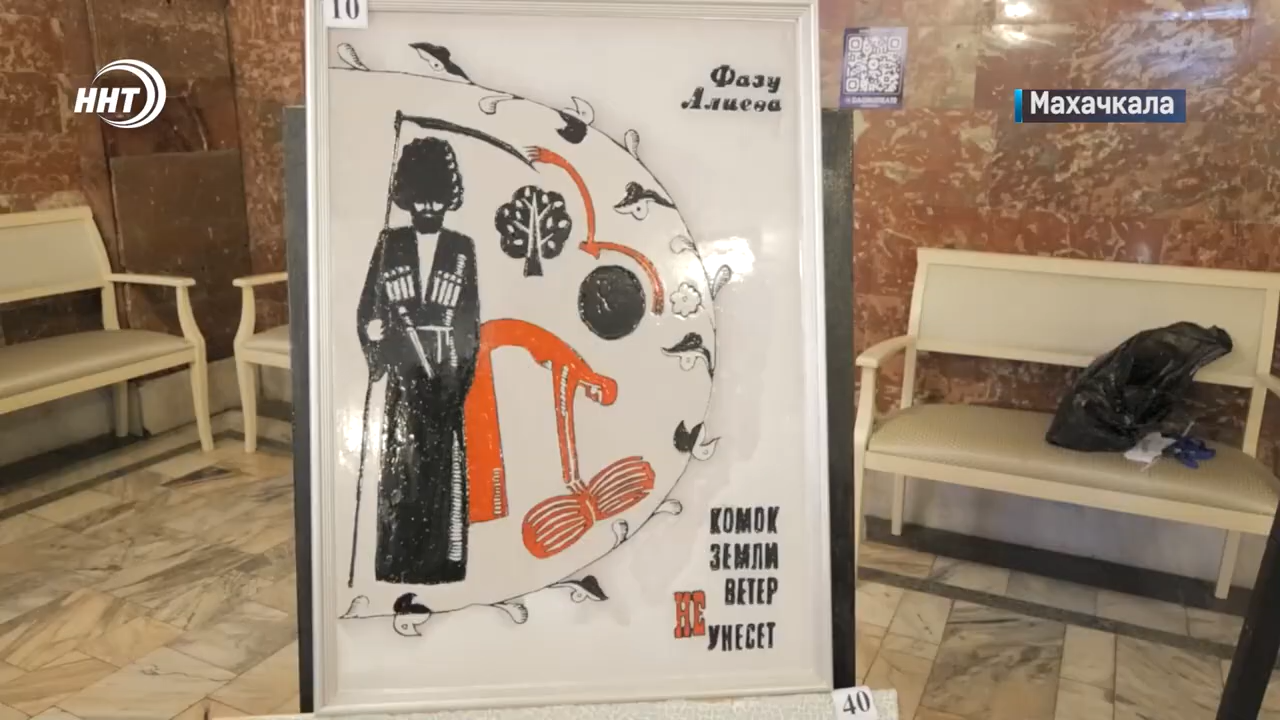 10
ННТ
Махачкала
Фазу
Алиева
КОМОК
ЗЕМЛИ
ВЕТЕР
НЕ УНЕСЕТ
40